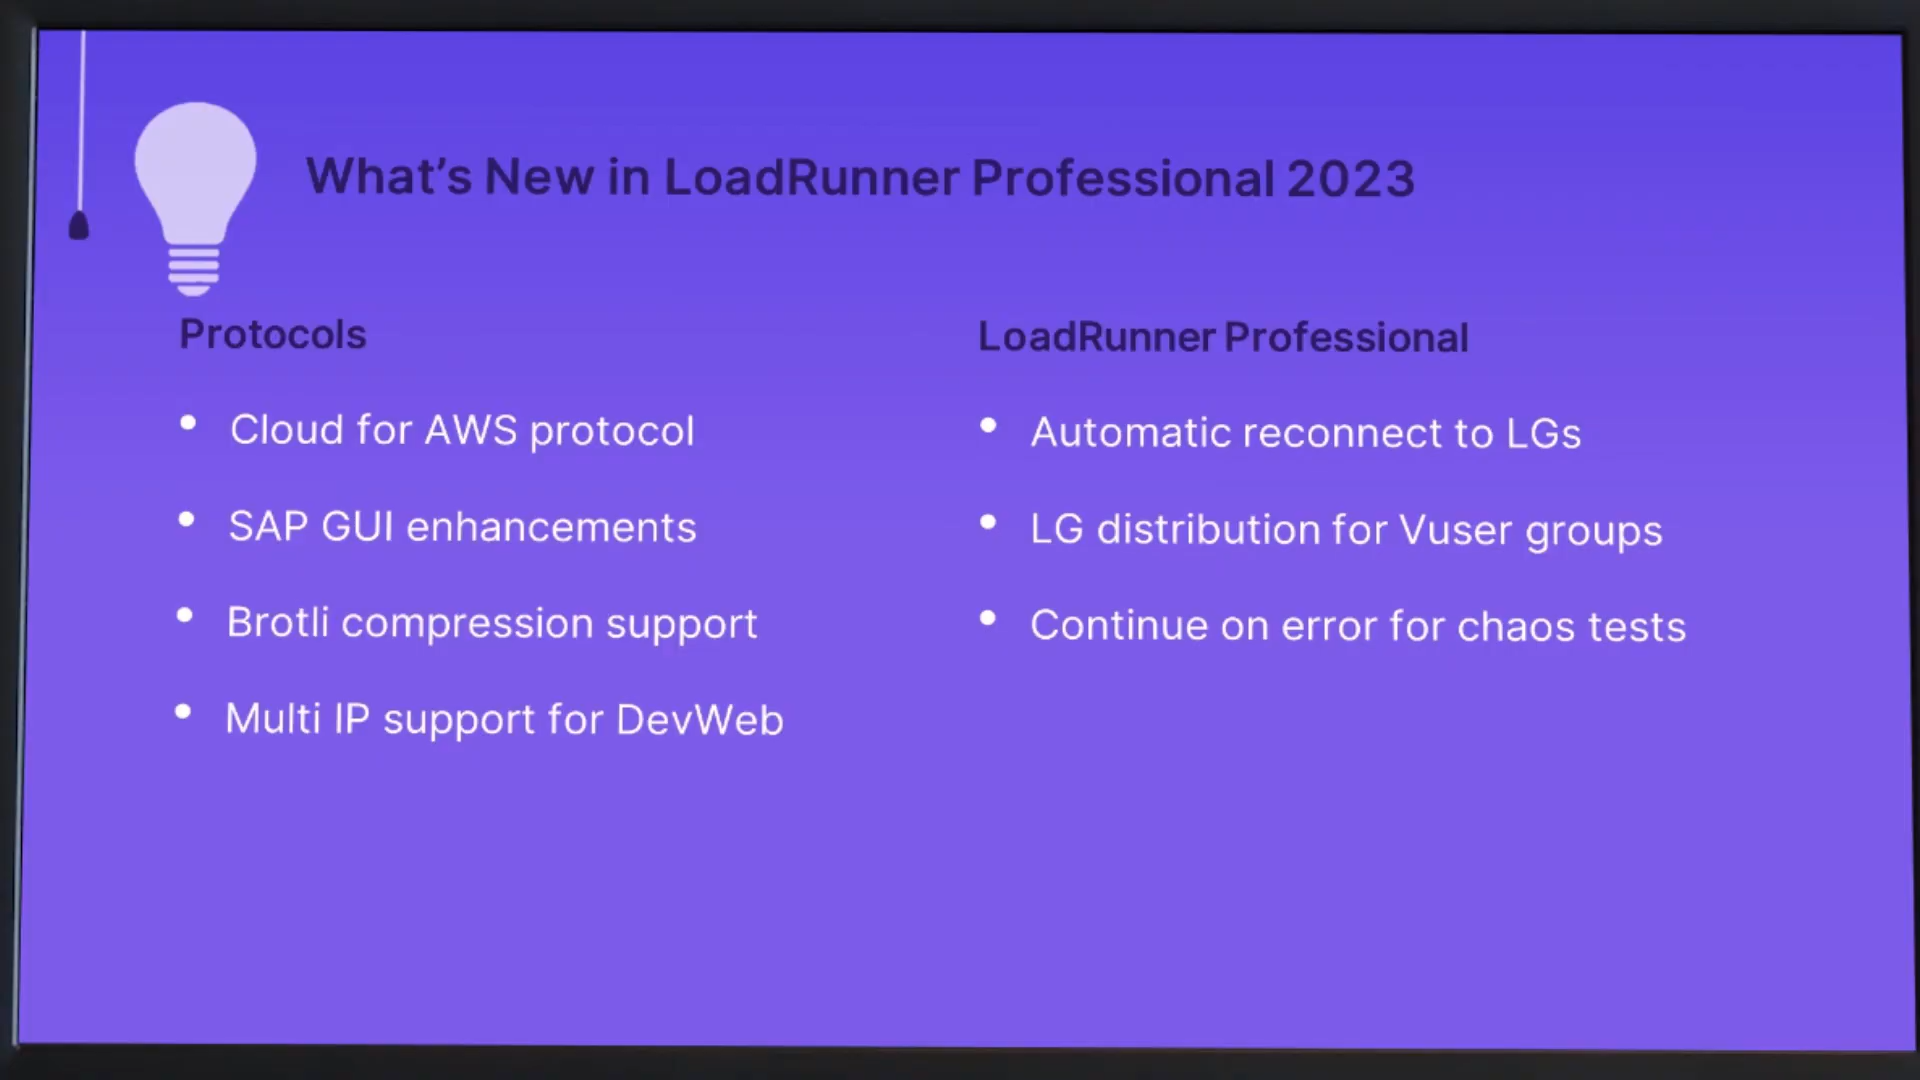 What’s New in LoadRunner Professional 2023
Protocols
• Cloud for AWS protocol
• SAP GUI enhancements
• Brotli compression support
• Multi IP support for DevWeb
LoadRunner Professional
• Automatic reconnect to LGs
• LG distribution for Vuser groups
• Continue on error for chaos tests